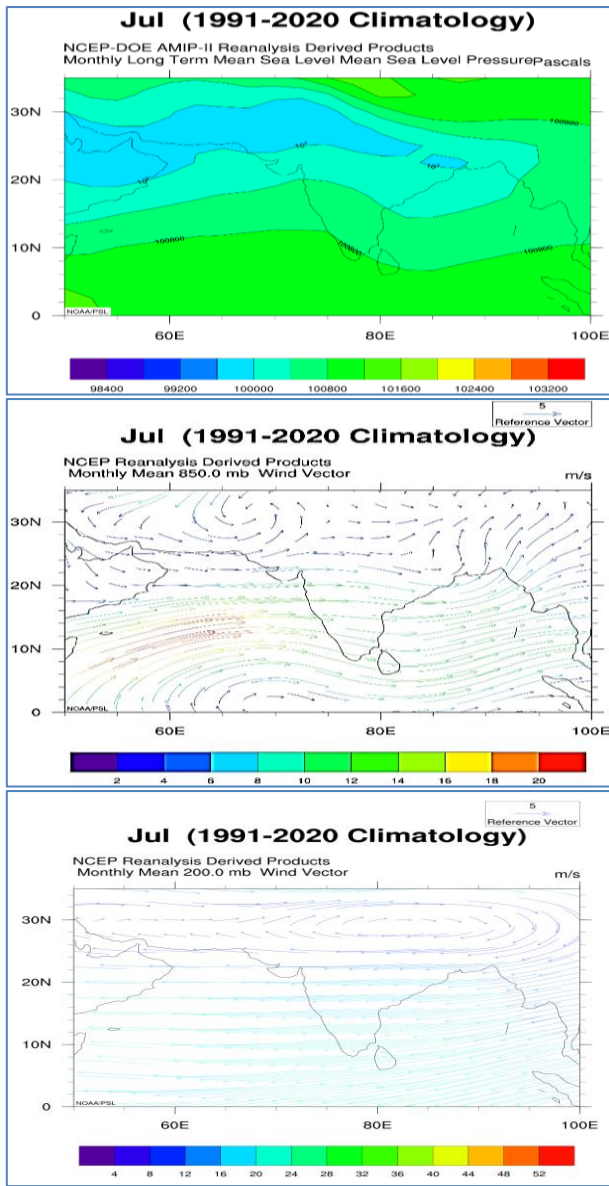 Jul (1991-2020 Climatology)
NCEP-DOE AMIP-II Reanalysis Derived Products
Monthly Long Term Mean Sea Level Mean Sea Level Pressure Pascals
30N
20N
10N
0
100800
10⁵
10⁵
10⁵
100800
100800
NOAA/PSL
60E 80E 100E
98400 99200 100000 100800 101600 102400 103200
5
Reference Vector
Jul (1991-2020 Climatology)
NCEP Reanalysis Derived Products
Monthly Mean 850.0 mb Wind Vector m/s
30N
20N
10N
0
NOAA/PSL
60E 80E 100E
2 4 6 8 10 12 14 16 18 20
5
Reference Vector
Jul (1991-2020 Climatology)
NCEP Reanalysis Derived Products
Monthly Mean 200.0 mb Wind Vector m/s
30N
20N
10N
0
NOAA/PSL
60E 80E 100E
4 8 12 16 20 24 28 32 36 40 44 48 52